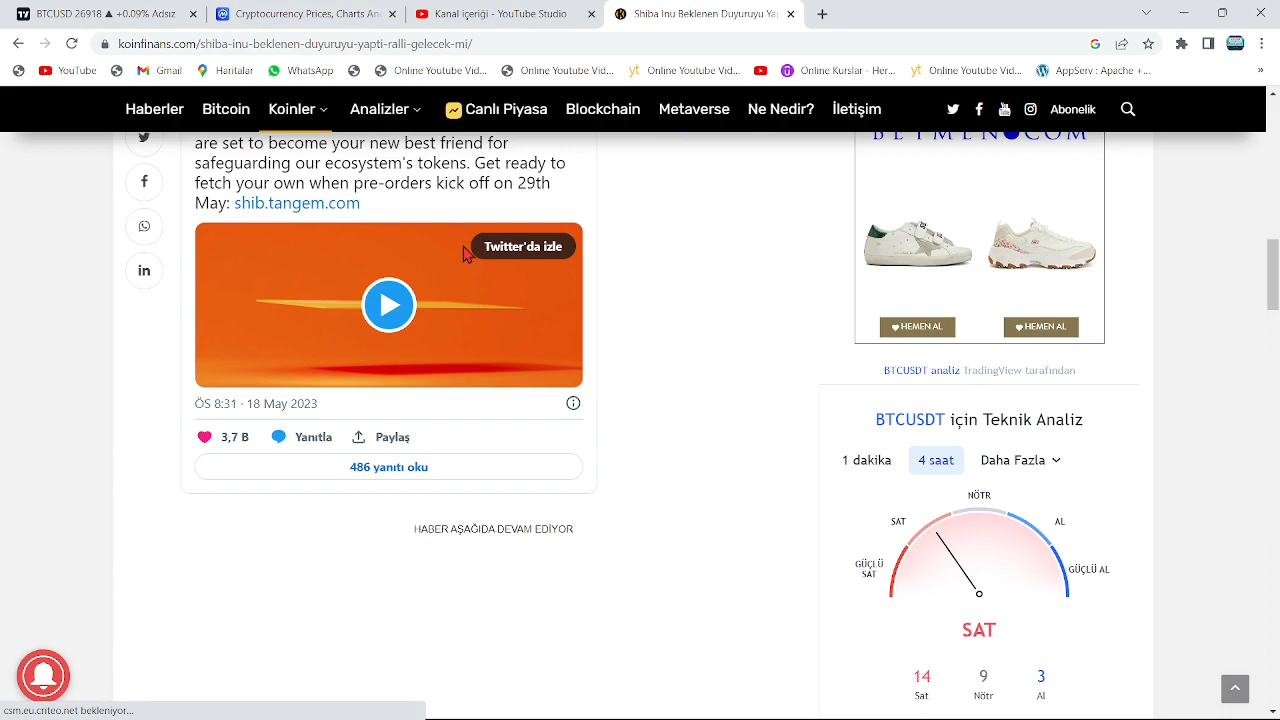 BTCUSD 26918 ▲ +0.09% Adsız
Cryptocurrency Prices, Charts An
Kanal içeriği - YouTube Studio
Shiba Inu Beklenen Duyuruyu Yap
koinfinans.com/shiba-inu-beklenen-duyuruyu-yapti-ralli-gelecek-mi/
YouTube
Gmail
Haritalar
WhatsApp
Online Youtube Vid...
Online Youtube Vid...
Online Youtube Vid...
Online Kurslar - Her...
Online Youtube Vid...
AppServ : Apache + ...
Haberler
Bitcoin
Koinler
Analizler
Canlı Piyasa
Blockchain
Metaverse
Ne Nedir?
İletişim
Abonelik
are set to become your new best friend for
safeguarding our ecosystem's tokens. Get ready to
fetch your own when pre-orders kick off on 29th
May: shib.tangem.com
Twitter'da izle
ÖS 8:31 · 18 May 2023
3,7 B
Yanıtla
Paylaş
486 yanıtı oku
HABER AŞAĞIDA DEVAM EDİYOR
HEMEN AL
HEMEN AL
BTCUSDT analiz TradingView tarafından
BTCUSDT için Teknik Analiz
1 dakika
4 saat
Daha Fazla
NÖTR
SAT
AL
GÜÇLÜ
SAT
GÜÇLÜ AL
SAT
14
9
3
Sat
Nötr
Al
csm.eu.criteo.net bekleniyor...